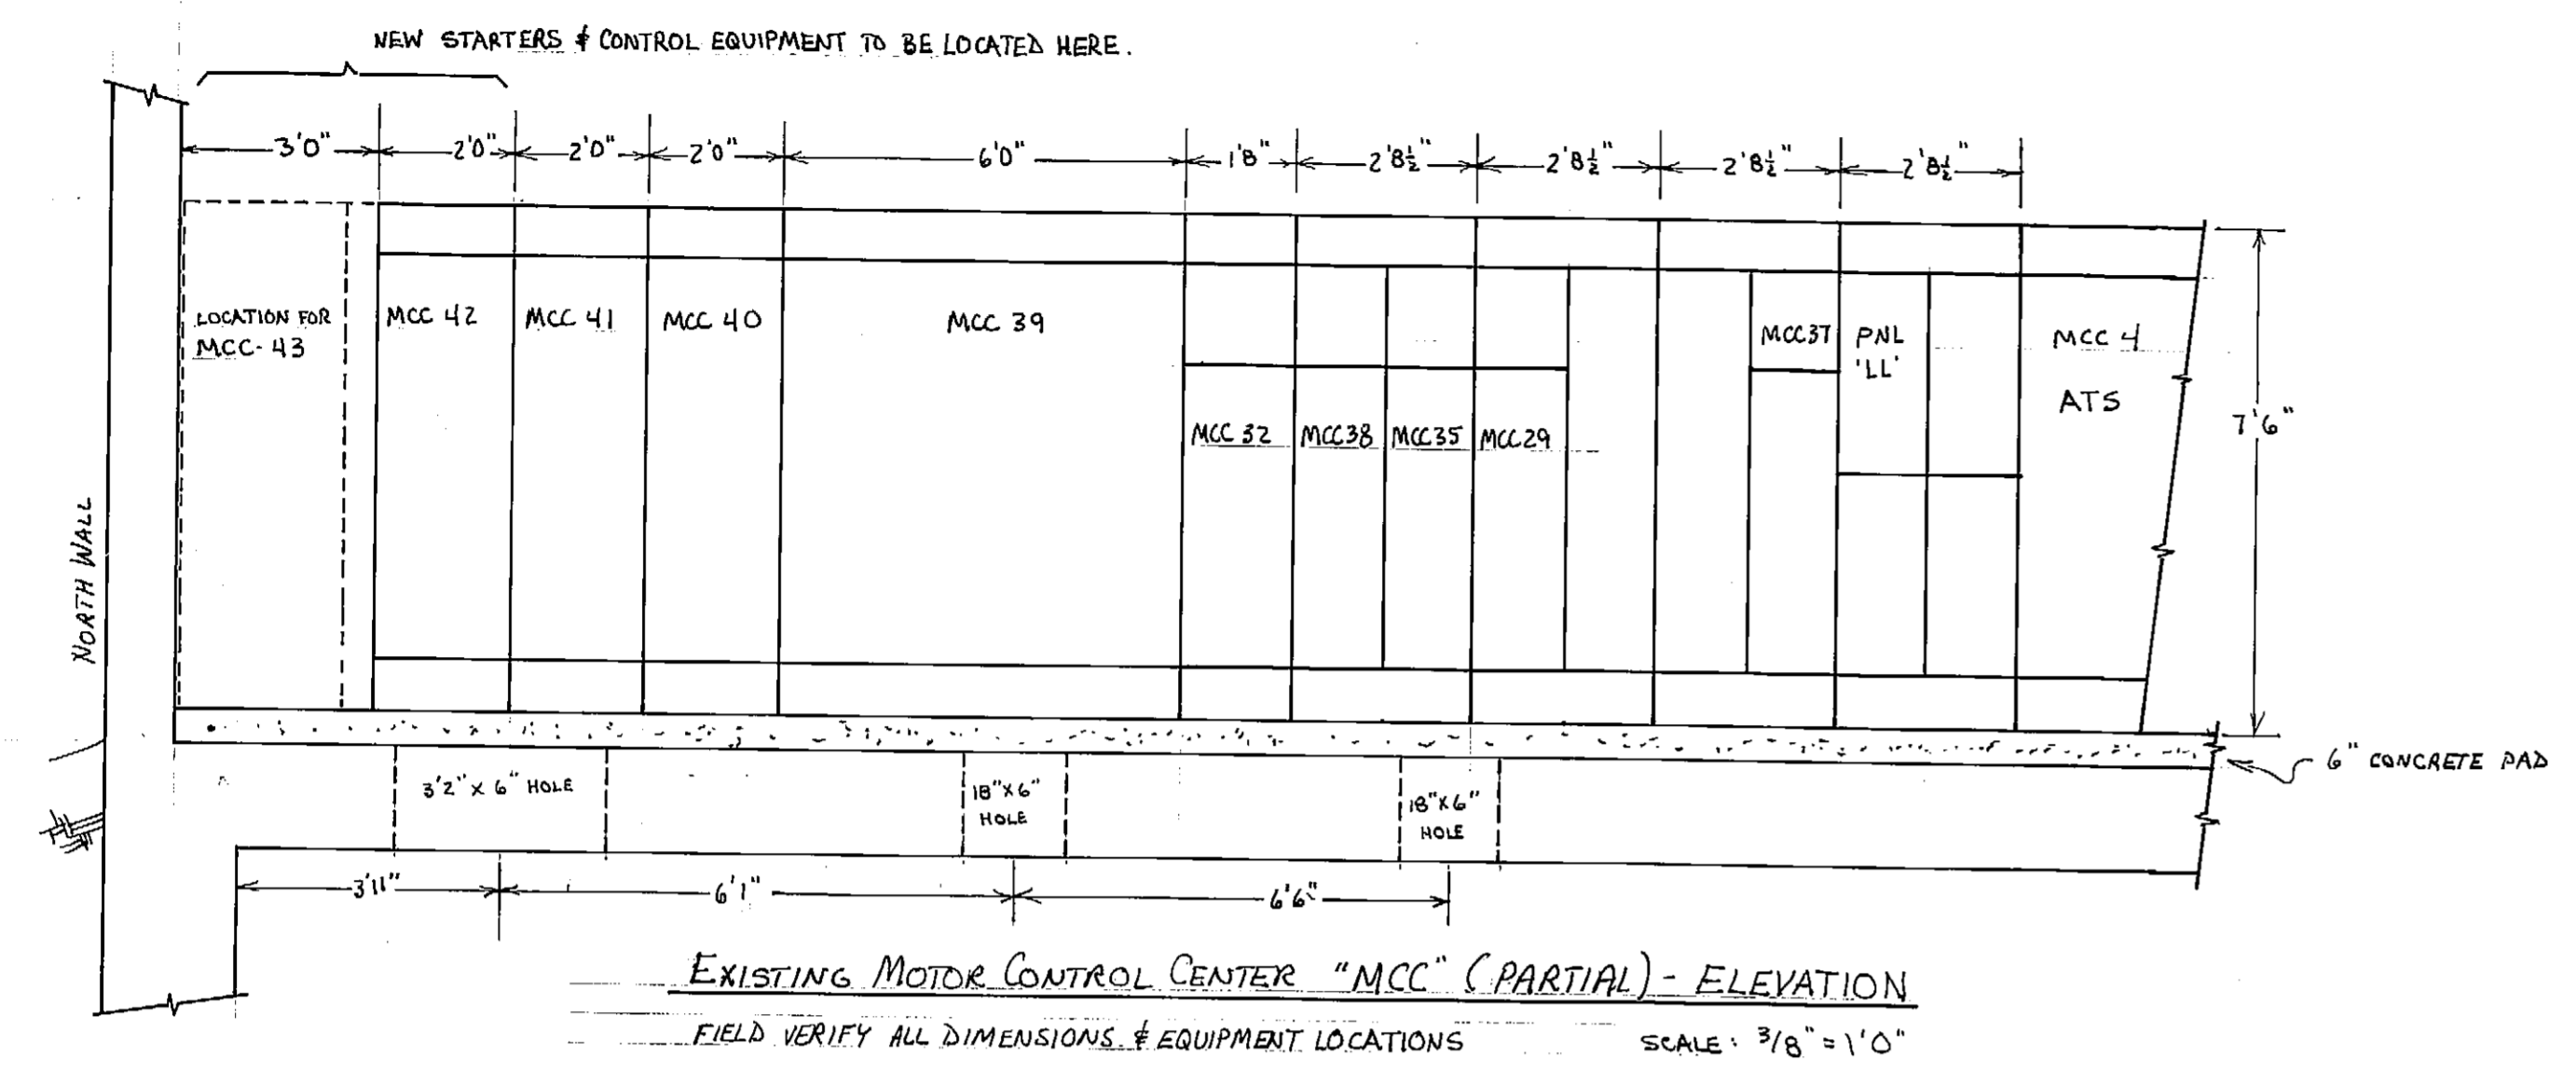 NEW STARTERS & CONTROL EQUIPMENT TO BE LOCATED HERE.
3'0"
2'0"
2'0"
2'0"
6'0"
1'8"
2'8½"
2'8½"
2'8½"
2'8½"
LOCATION FOR
MCC-43
MCC 42
MCC 41
MCC 40
MCC 39
MCC 32
MCC38
MCC35
MCC29
MCC37
PNL
'LL'
MCC 4
ATS
7'6"
NORTH WALL
6" CONCRETE PAD
3'2" x 6" HOLE
18"x6"
HOLE
18"x6"
HOLE
3'11"
6'1"
6'6"
EXISTING MOTOR CONTROL CENTER "MCC" (PARTIAL) - ELEVATION
FIELD VERIFY ALL DIMENSIONS & EQUIPMENT LOCATIONS
SCALE: 3/8" = 1'0"